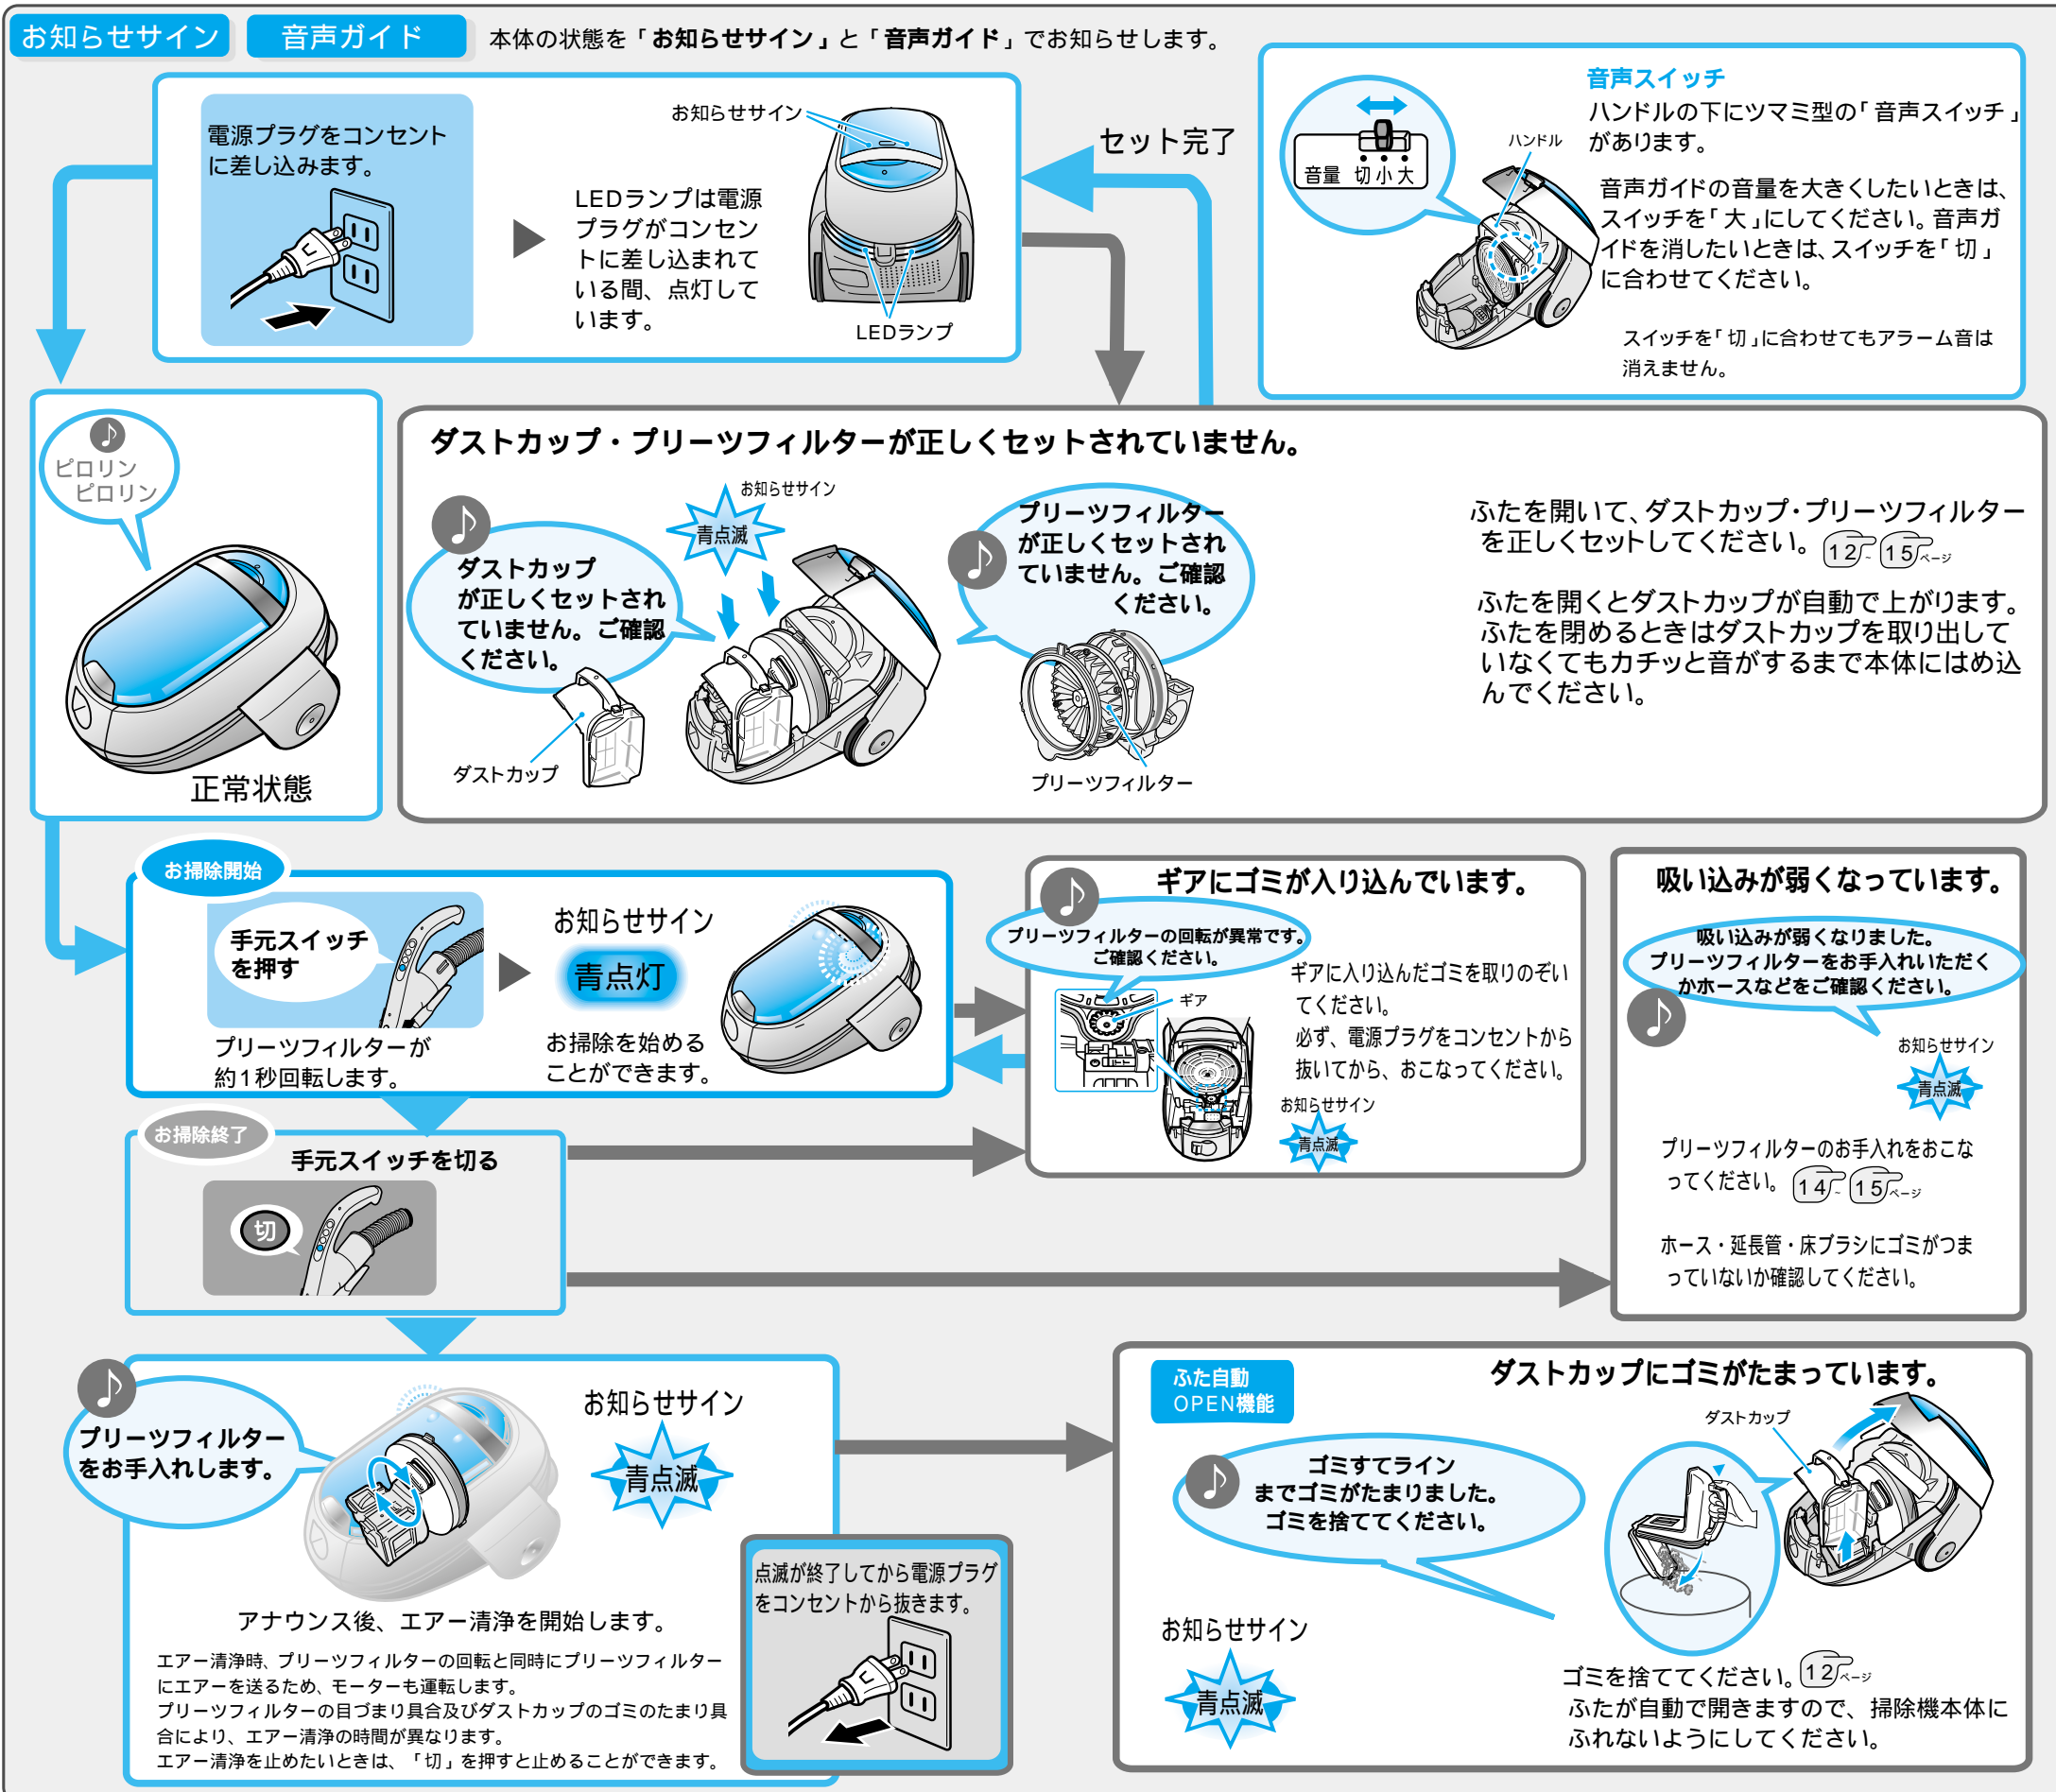 お知らせサイン
音声ガイド
本体の状態を「お知らせサイン」と「音声ガイド」でお知らせします。
電源プラグをコンセント
に差し込みます。
LEDランプは電源
プラグがコンセン
トに差し込まれて
いる間、点灯して
います。
お知らせサイン
LEDランプ
セット完了
音量 切小大
ハンドル
音声スイッチ
ハンドルの下にツマミ型の「音声スイッチ」
があります。
音声ガイドの音量を大きくしたいときは、
スイッチを「大」にしてください。音声ガ
イドを消したいときは、スイッチを「切」
に合わせてください。
スイッチを「切」に合わせてもアラーム音は
消えません。
ピロリン
ピロリン
正常状態
ダストカップ・プリーツフィルターが正しくセットされていません。
お知らせサイン
青点滅
ダストカップ
が正しくセットされ
ていません。ご確認
ください。
ダストカップ
プリーツフィルター
が正しくセットされ
ていません。ご確認
ください。
プリーツフィルター
ふたを開いて、ダストカップ・プリーツフィルター
を正しくセットしてください。12~15ページ
ふたを開くとダストカップが自動で上がります。
ふたを閉めるときはダストカップを取り出して
いなくてもカチッと音がするまで本体にはめ込
んでください。
お掃除開始
手元スイッチ
を押す
プリーツフィルターが
約1秒回転します。
お知らせサイン
青点灯
お掃除を始める
ことができます。
ギアにゴミが入り込んでいます。
プリーツフィルターの回転が異常です。
ご確認ください。
ギア
ギアに入り込んだゴミを取りのぞい
てください。
必ず、電源プラグをコンセントから
抜いてから、おこなってください。
お知らせサイン
青点滅
吸い込みが弱くなっています。
吸い込みが弱くなりました。
プリーツフィルターをお手入れいただく
かホースなどをご確認ください。
お知らせサイン
青点滅
プリーツフィルターのお手入れをおこな
ってください。14~15ページ
ホース・延長管・床ブラシにゴミがつま
っていないか確認してください。
お掃除終了
手元スイッチを切る
切
プリーツフィルター
をお手入れします。
お知らせサイン
青点滅
アナウンス後、エアー清浄を開始します。
エアー清浄時、プリーツフィルターの回転と同時にプリーツフィルター
にエアーを送るため、モーターも運転します。
プリーツフィルターの目づまり具合及びダストカップのゴミのたまり具
合により、エアー清浄の時間が異なります。
エアー清浄を止めたいときは、「切」を押すと止めることができます。
点滅が終了してから電源プラグ
をコンセントから抜きます。
ふた自動
OPEN機能
ダストカップにゴミがたまっています。
ダストカップ
ゴミすてライン
までゴミがたまりました。
ゴミを捨ててください。
お知らせサイン
青点滅
ゴミを捨ててください。12ページ
ふたが自動で開きますので、掃除機本体に
ふれないようにしてください。